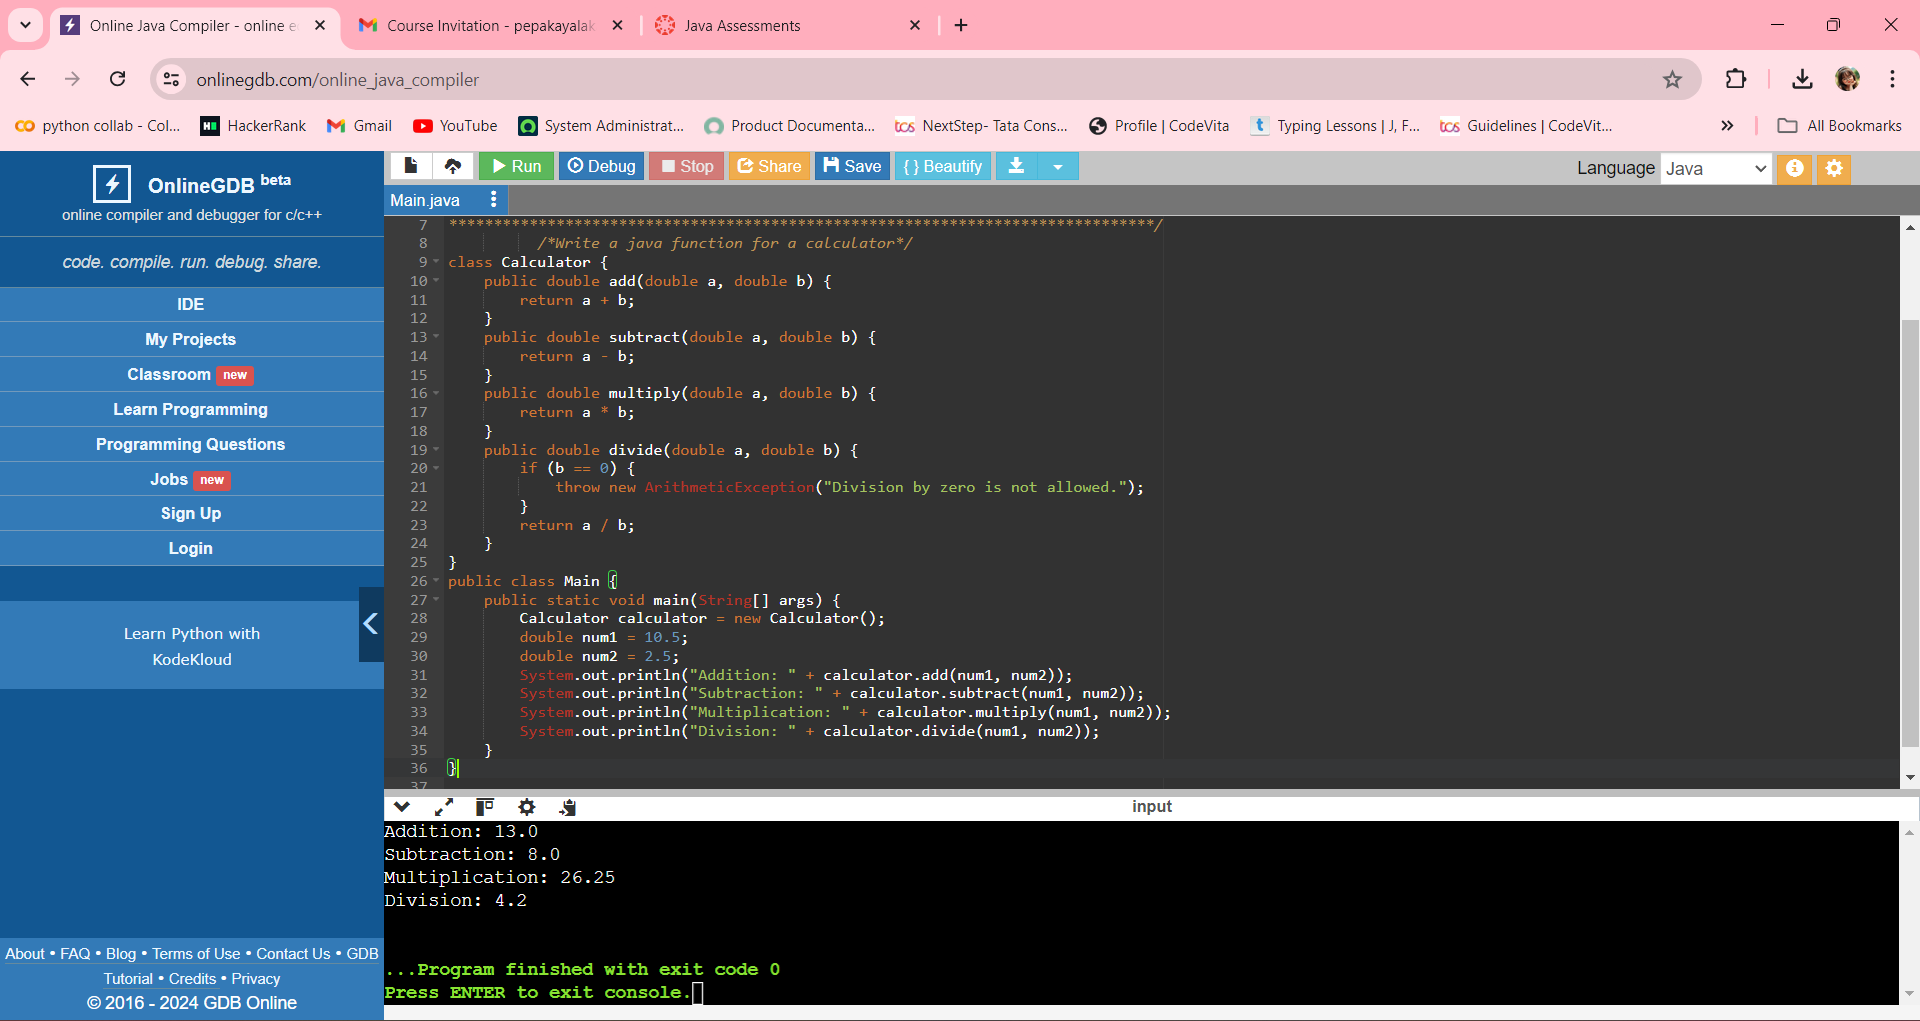 Online Java Compiler - online e
Course Invitation - pepakayalak
Java Assessments
onlinegdb.com/online_java_compiler
python collab - Col...
HackerRank
Gmail
YouTube
System Administrat...
Product Documenta...
NextStep- Tata Cons...
Profile | CodeVita
Typing Lessons | J, F...
Guidelines | CodeVit...
All Bookmarks
OnlineGDB beta
online compiler and debugger for c/c++
code. compile. run. debug. share.
IDE
My Projects
Classroom new
Learn Programming
Programming Questions
Jobs new
Sign Up
Login
Learn Python with
KodeKloud
About • FAQ • Blog • Terms of Use • Contact Us • GDB
Tutorial • Credits • Privacy
© 2016 - 2024 GDB Online
Run Debug Stop Share Save { } Beautify
Language Java
Main.java
7 *******************************************************************************/
8 /*Write a java function for a calculator*/
9 class Calculator {
10 public double add(double a, double b) {
11 return a + b;
12 }
13 public double subtract(double a, double b) {
14 return a - b;
15 }
16 public double multiply(double a, double b) {
17 return a * b;
18 }
19 public double divide(double a, double b) {
20 if (b == 0) {
21 throw new ArithmeticException("Division by zero is not allowed.");
22 }
23 return a / b;
24 }
25 }
26 public class Main {
27 public static void main(String[] args) {
28 Calculator calculator = new Calculator();
29 double num1 = 10.5;
30 double num2 = 2.5;
31 System.out.println("Addition: " + calculator.add(num1, num2));
32 System.out.println("Subtraction: " + calculator.subtract(num1, num2));
33 System.out.println("Multiplication: " + calculator.multiply(num1, num2));
34 System.out.println("Division: " + calculator.divide(num1, num2));
35 }
36 }
37
input
Addition: 13.0
Subtraction: 8.0
Multiplication: 26.25
Division: 4.2
...Program finished with exit code 0
Press ENTER to exit console.